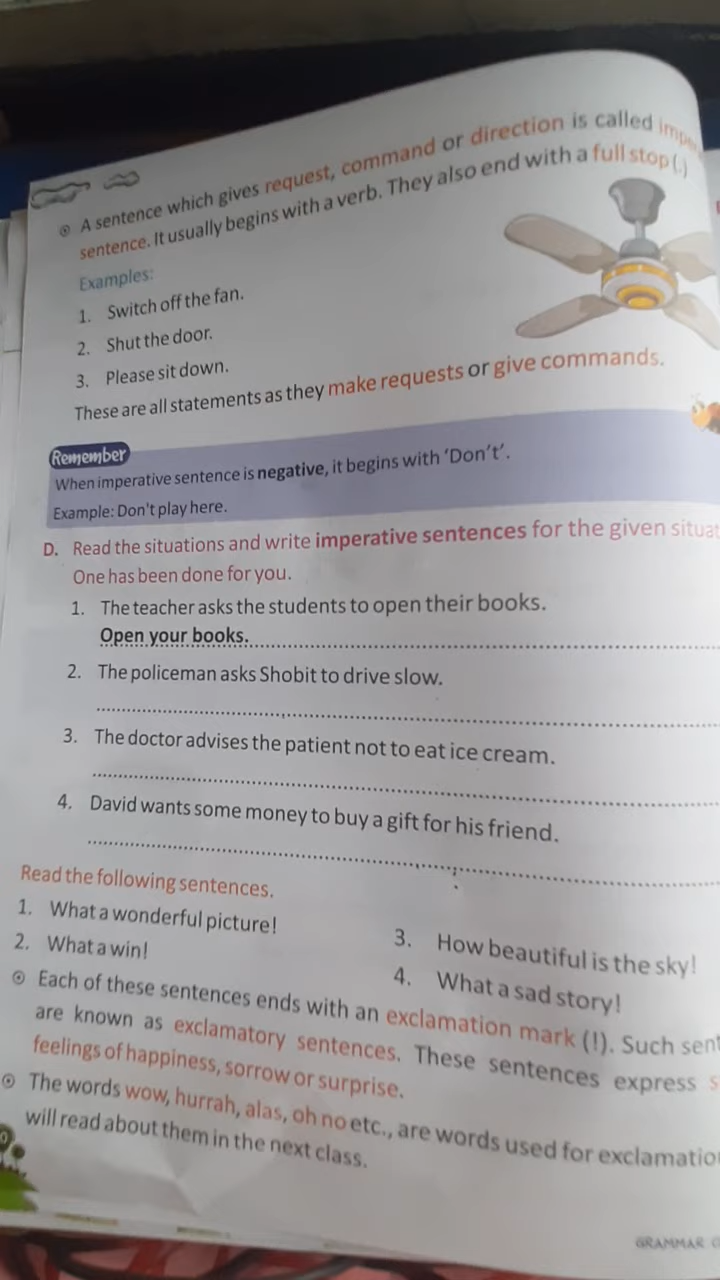 ⊙ A sentence which gives request, command or direction is called
sentence. It usually begins with a verb. They also end with a full stop (.)
Examples:
1. Switch off the fan.
2. Shut the door.
3. Please sit down.
These are all statements as they make requests or give commands.
Remember
When imperative sentence is negative, it begins with ‘Don’t’.
Example: Don't play here.
D. Read the situations and write imperative sentences for the given
One has been done for you.
1. The teacher asks the students to open their books.
Open your books.
2. The policeman asks Shobit to drive slow.
3. The doctor advises the patient not to eat ice cream.
4. David wants some money to buy a gift for his friend.
Read the following sentences.
1. What a wonderful picture!
2. What a win!
3. How beautiful is the sky!
4. What a sad story!
⊙ Each of these sentences ends with an exclamation mark (!). Such
are known as exclamatory sentences. These sentences express
feelings of happiness, sorrow or surprise.
⊙ The words wow, hurrah, alas, oh no etc., are words used for
will read about them in the next class.
GRAMMAR